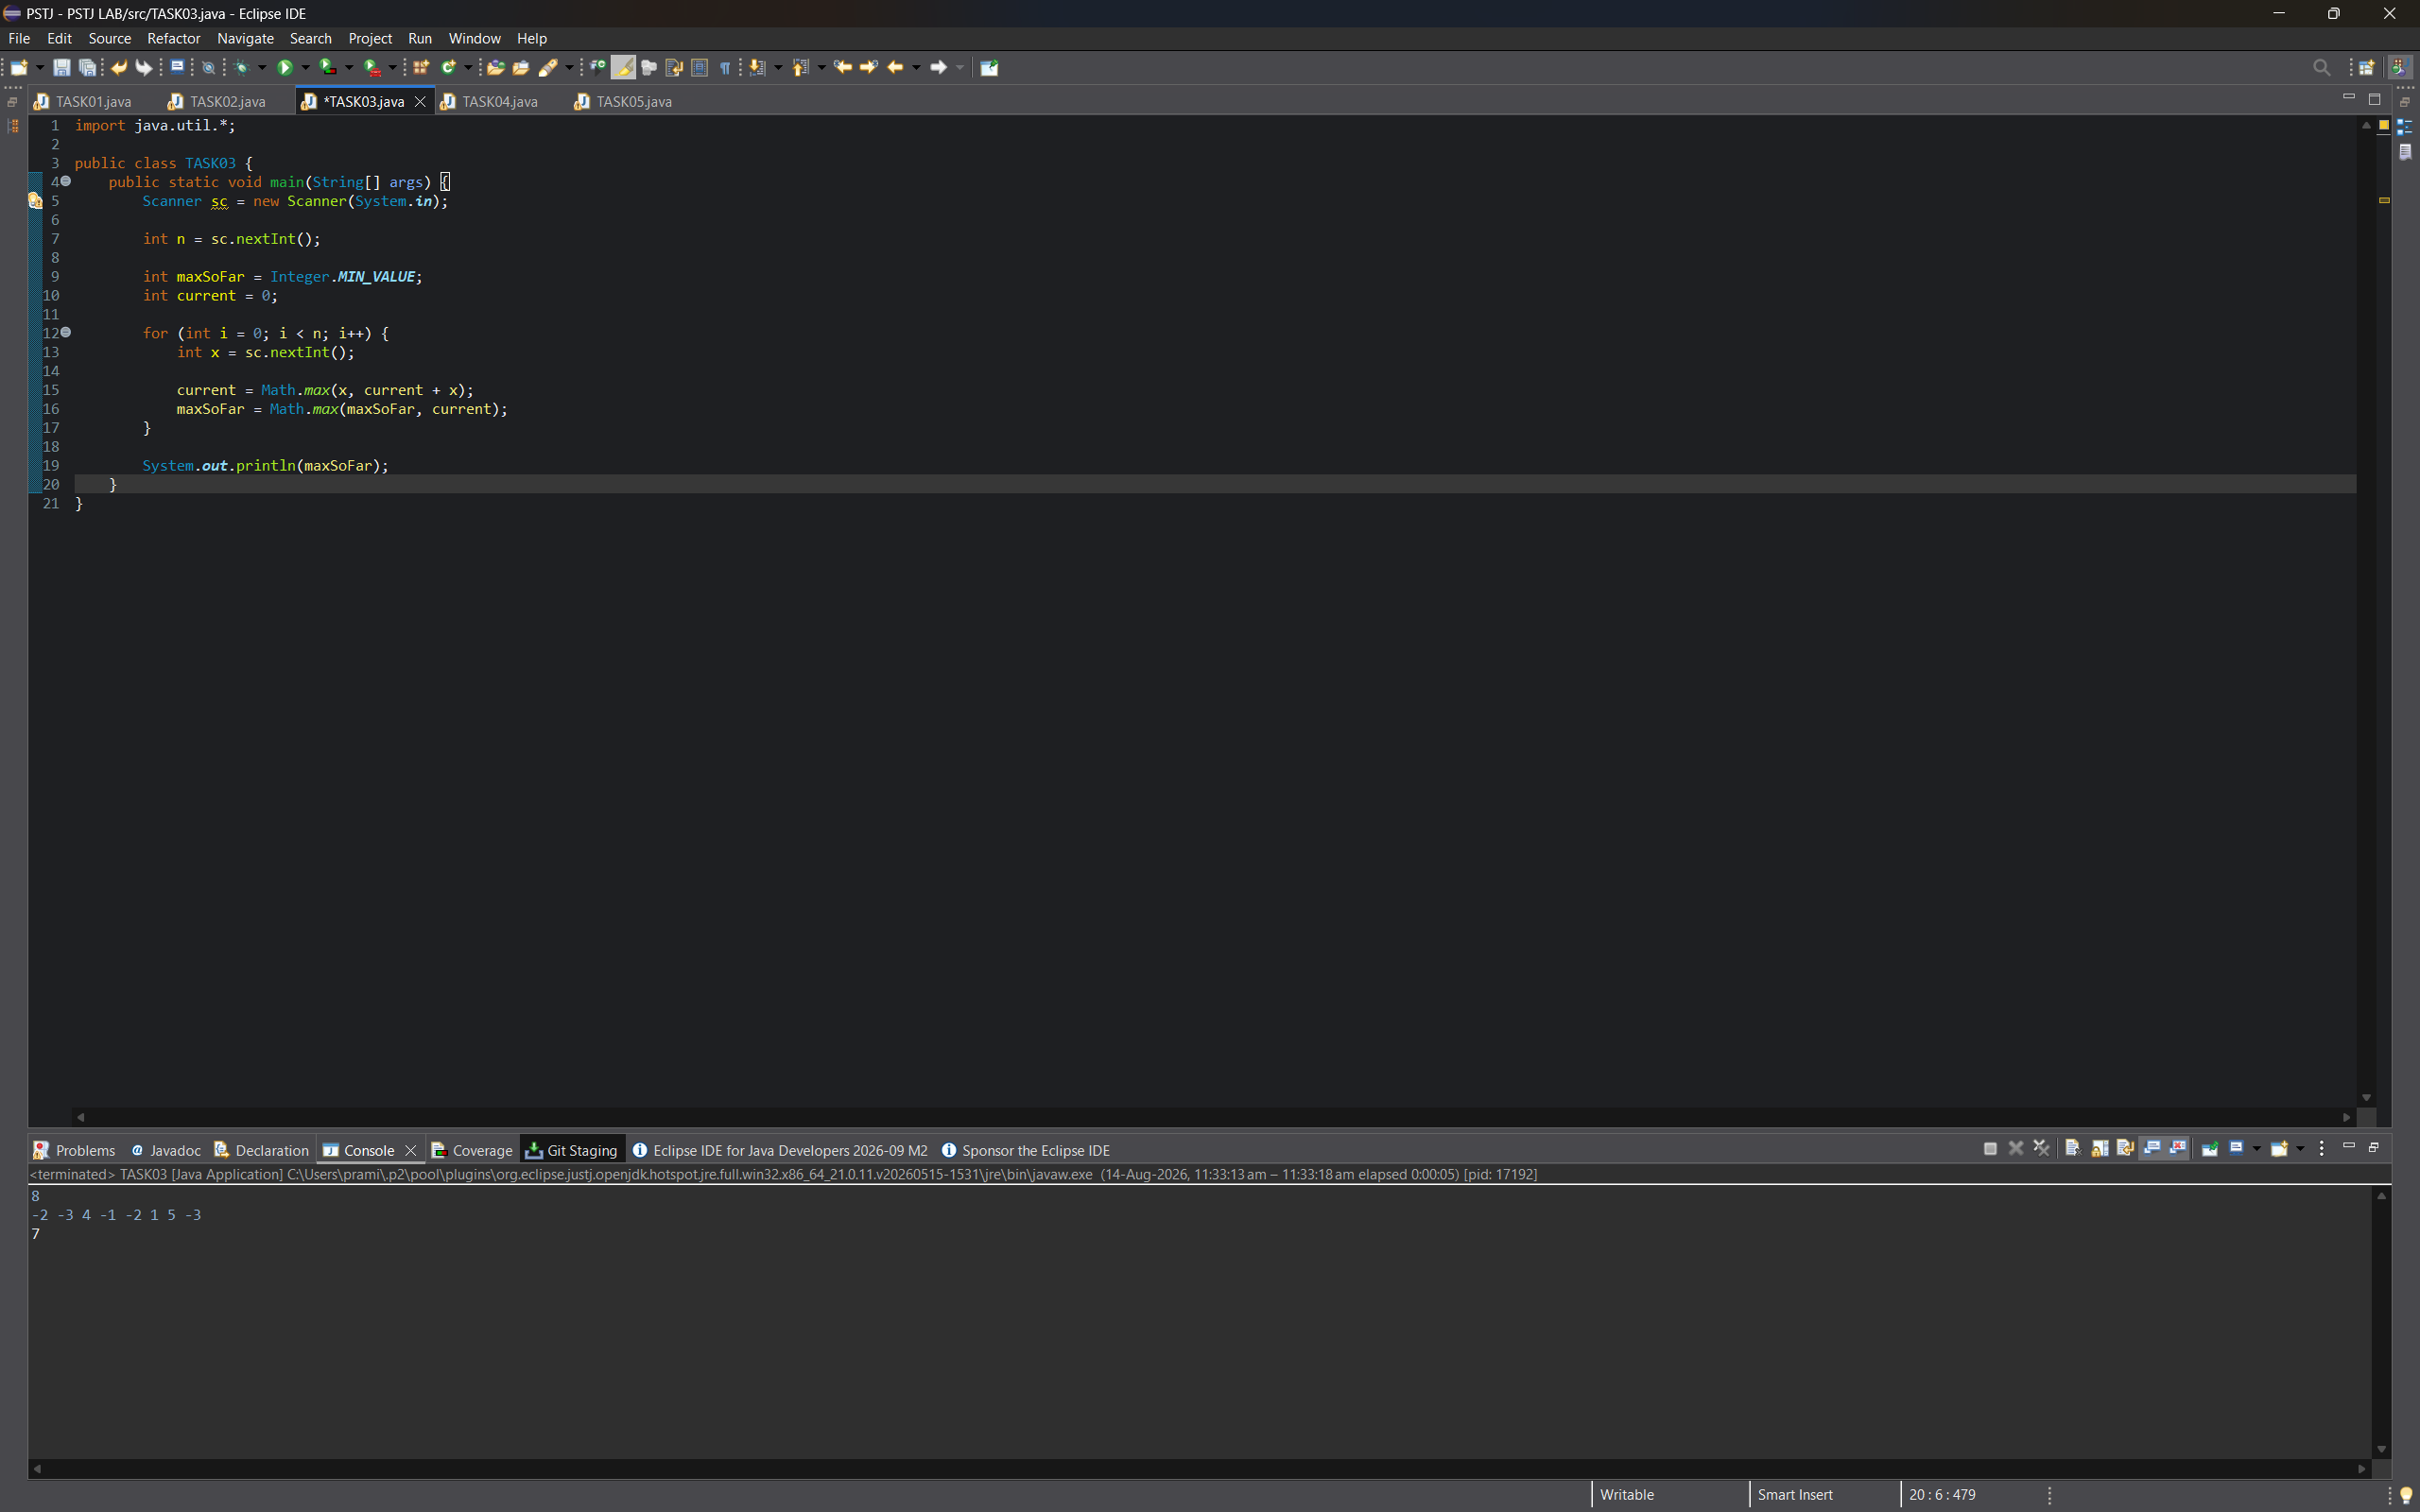 PSTJ - PSTJ LAB/src/TASK03.java - Eclipse IDE
File Edit Source Refactor Navigate Search Project Run Window Help
TASK01.java TASK02.java *TASK03.java TASK04.java TASK05.java
1 import java.util.*;
2
3 public class TASK03 {
4 public static void main(String[] args) {
5 Scanner sc = new Scanner(System.in);
6
7 int n = sc.nextInt();
8
9 int maxSoFar = Integer.MIN_VALUE;
10 int current = 0;
11
12 for (int i = 0; i < n; i++) {
13 int x = sc.nextInt();
14
15 current = Math.max(x, current + x);
16 maxSoFar = Math.max(maxSoFar, current);
17 }
18
19 System.out.println(maxSoFar);
20 }
21 }
Problems Javadoc Declaration Console Coverage Git Staging Eclipse IDE for Java Developers 2026-09 M2 Sponsor the Eclipse IDE
<terminated> TASK03 [Java Application] C:\Users\prami\.p2\pool\plugins\org.eclipse.justj.openjdk.hotspot.jre.full.win32.x86_64_21.0.11.v20260515-1531\jre\bin\javaw.exe (14-Aug-2026, 11:33:13 am – 11:33:18 am elapsed 0:00:05) [pid: 17192]
8
-2 -3 4 -1 -2 1 5 -3
7
Writable Smart Insert 20 : 6 : 479